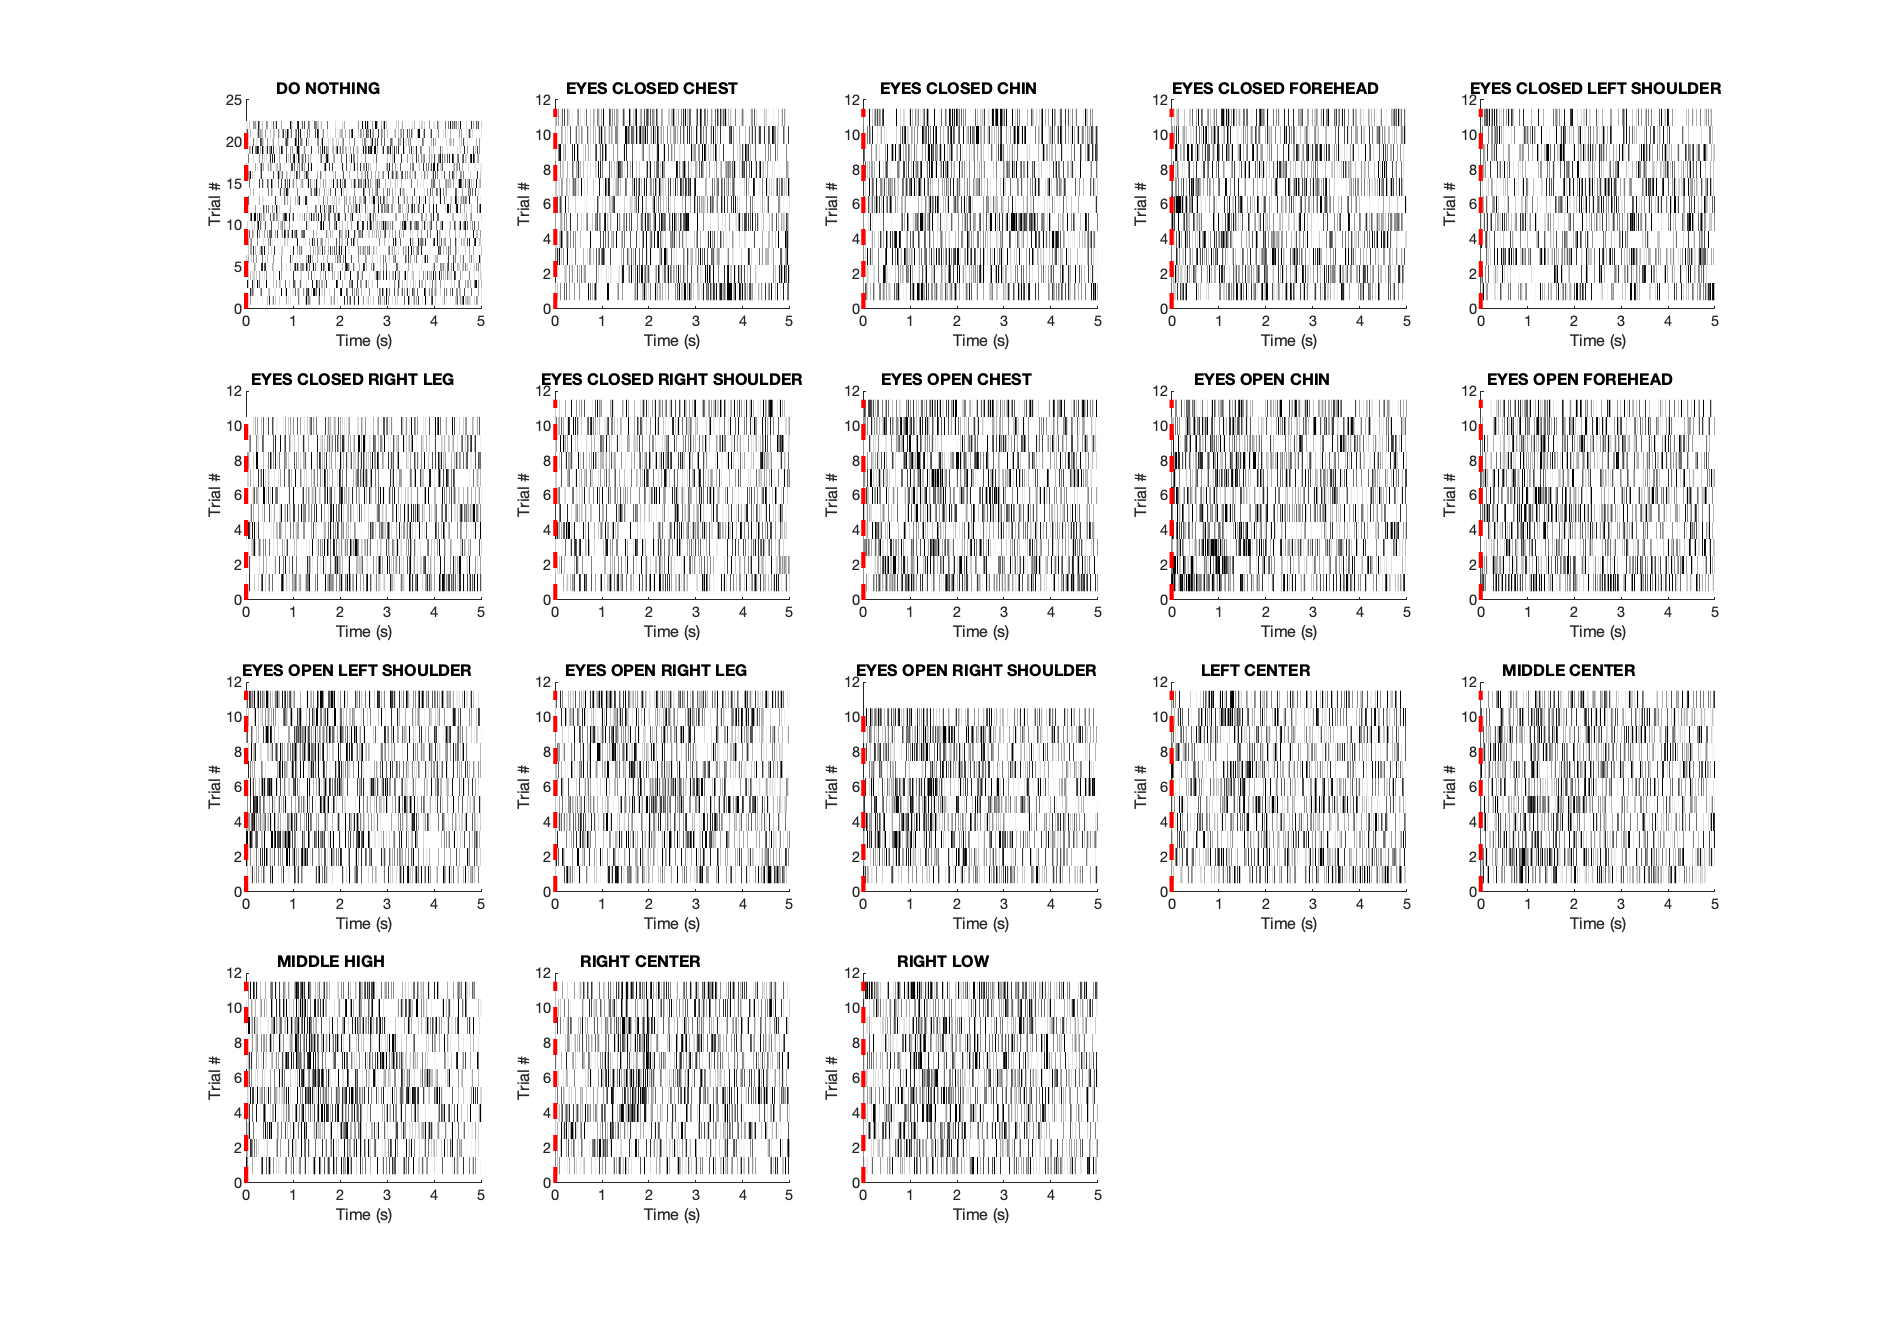 DO NOTHING
25
20
15
10
5
0
Trial #
0 1 2 3 4 5
Time (s)
EYES CLOSED CHEST
12
10
8
6
4
2
0
Trial #
0 1 2 3 4 5
Time (s)
EYES CLOSED CHIN
12
10
8
6
4
2
0
Trial #
0 1 2 3 4 5
Time (s)
EYES CLOSED FOREHEAD
12
10
8
6
4
2
0
Trial #
0 1 2 3 4 5
Time (s)
EYES CLOSED LEFT SHOULDER
12
10
8
6
4
2
0
Trial #
0 1 2 3 4 5
Time (s)
EYES CLOSED RIGHT LEG
12
10
8
6
4
2
0
Trial #
0 1 2 3 4 5
Time (s)
EYES CLOSED RIGHT SHOULDER
12
10
8
6
4
2
0
Trial #
0 1 2 3 4 5
Time (s)
EYES OPEN CHEST
12
10
8
6
4
2
0
Trial #
0 1 2 3 4 5
Time (s)
EYES OPEN CHIN
12
10
8
6
4
2
0
Trial #
0 1 2 3 4 5
Time (s)
EYES OPEN FOREHEAD
12
10
8
6
4
2
0
Trial #
0 1 2 3 4 5
Time (s)
EYES OPEN LEFT SHOULDER
12
10
8
6
4
2
0
Trial #
0 1 2 3 4 5
Time (s)
EYES OPEN RIGHT LEG
12
10
8
6
4
2
0
Trial #
0 1 2 3 4 5
Time (s)
EYES OPEN RIGHT SHOULDER
12
10
8
6
4
2
0
Trial #
0 1 2 3 4 5
Time (s)
LEFT CENTER
12
10
8
6
4
2
0
Trial #
0 1 2 3 4 5
Time (s)
MIDDLE CENTER
12
10
8
6
4
2
0
Trial #
0 1 2 3 4 5
Time (s)
MIDDLE HIGH
12
10
8
6
4
2
0
Trial #
0 1 2 3 4 5
Time (s)
RIGHT CENTER
12
10
8
6
4
2
0
Trial #
0 1 2 3 4 5
Time (s)
RIGHT LOW
12
10
8
6
4
2
0
Trial #
0 1 2 3 4 5
Time (s)